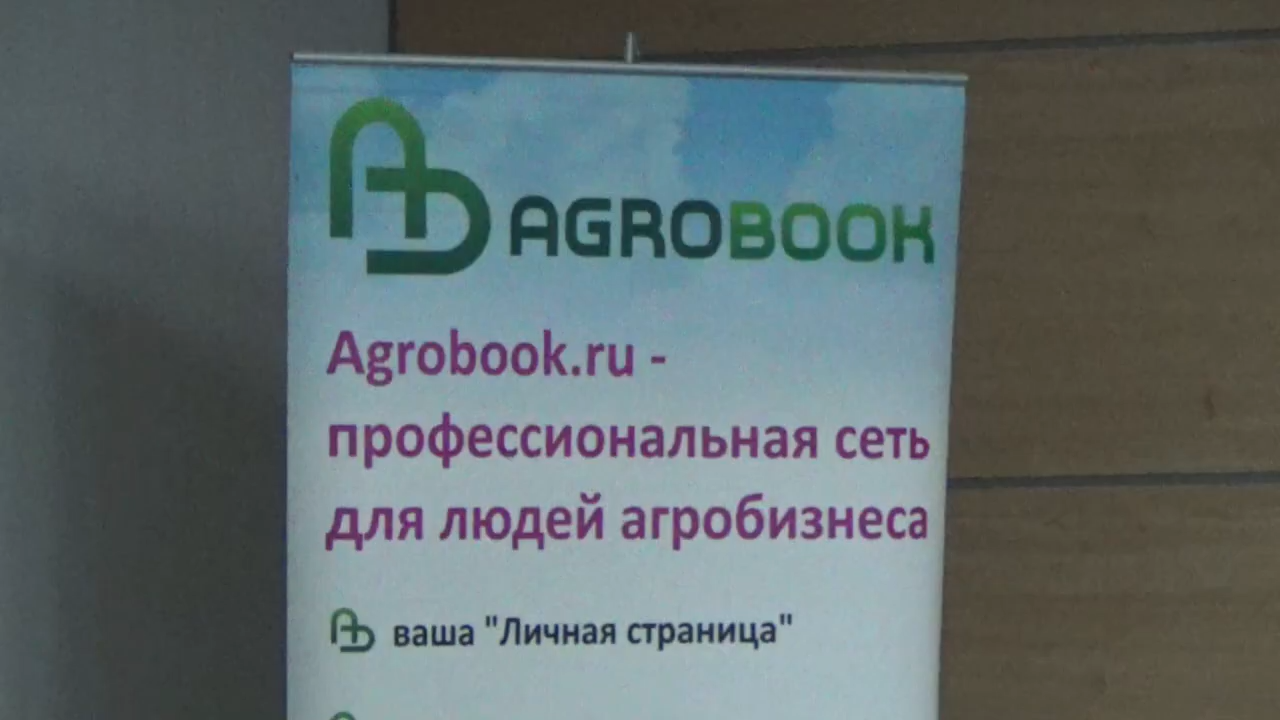 AGROBOOK
Agrobook.ru -
профессиональная сеть
для людей агробизнеса
ваша "Личная страница"